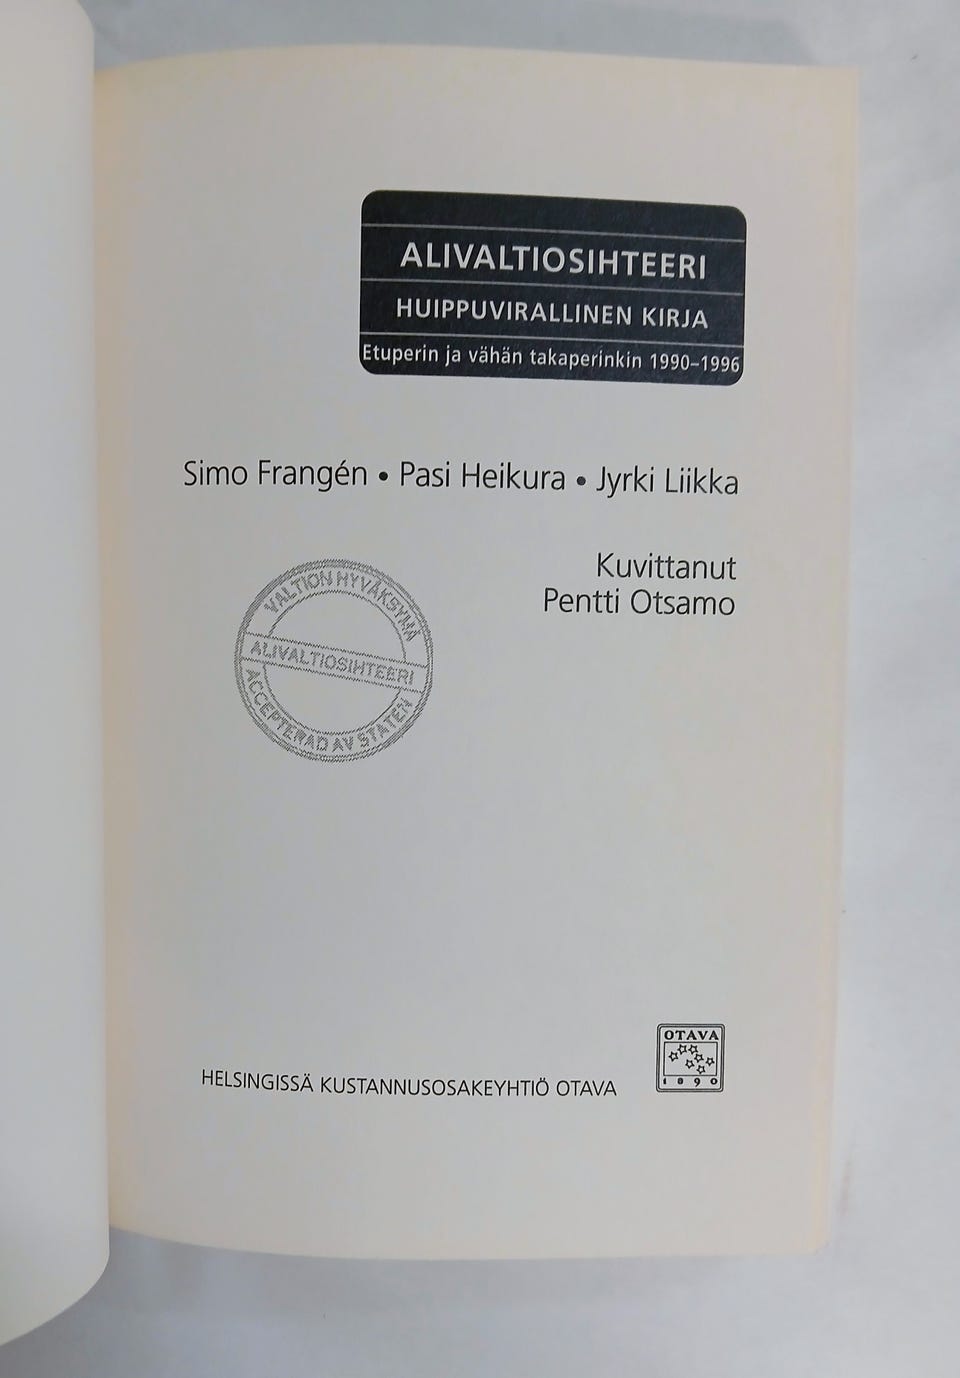 ALIVALTIOSIHTEERI
HUIPPUVIRALLINEN KIRJA
Etuperin ja vähän takaperinkin 1990–1996
Simo Frangén • Pasi Heikura • Jyrki Liikka
Kuvittanut
Pentti Otsamo
VALTION HYVÄKSYMÄ
ALIVALTIOSIHTEERI
ACCEPTERAD AV STATEN
OTAVA
1890
HELSINGISSÄ KUSTANNUSOSAKEYHTIÖ OTAVA